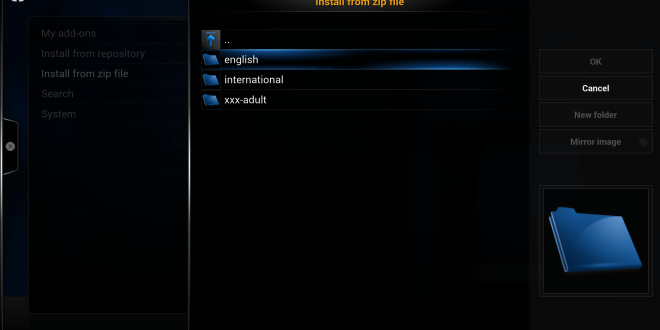 Install from zip file
My add-ons
Install from repository
Install from zip file
Search
System
..
english
international
xxx-adult
OK
Cancel
New folder
Mirror image